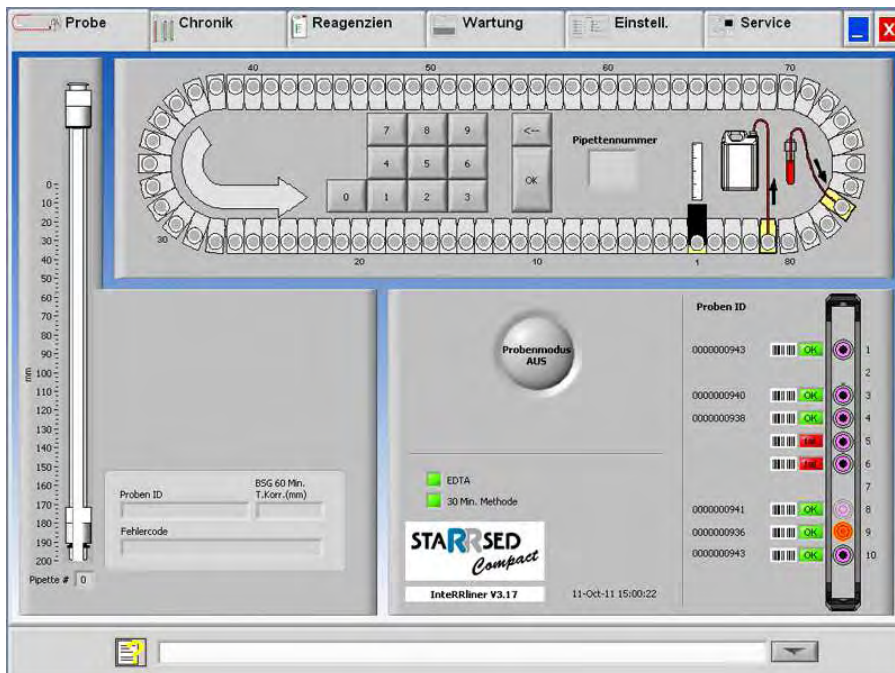 Probe
Chronik
Reagenzien
Wartung
Einstell.
Service
_
X
40
50
60
70
7 8 9 <--
Pipettennummer
4 5 6
OK
0 1 2 3
30
20
10
1
80
0
10
20
30
40
50
60
70
80
90
mm
100
110
120
130
140
150
160
170
180
190
200
Pipette # 0
BSG 60 Min.
Proben ID T.Korr.(mm)
Fehlercode
Probenmodus
AUS
EDTA
30 Min. Methode
STARRSED
Compact
InteRRliner V3.17
11-Oct-11 15:00:22
Proben ID
0000000943 OK 1
2
0000000940 OK 3
0000000938 OK 4
5
6
7
0000000941 OK 8
0000000936 OK 9
0000000943 OK 10
?